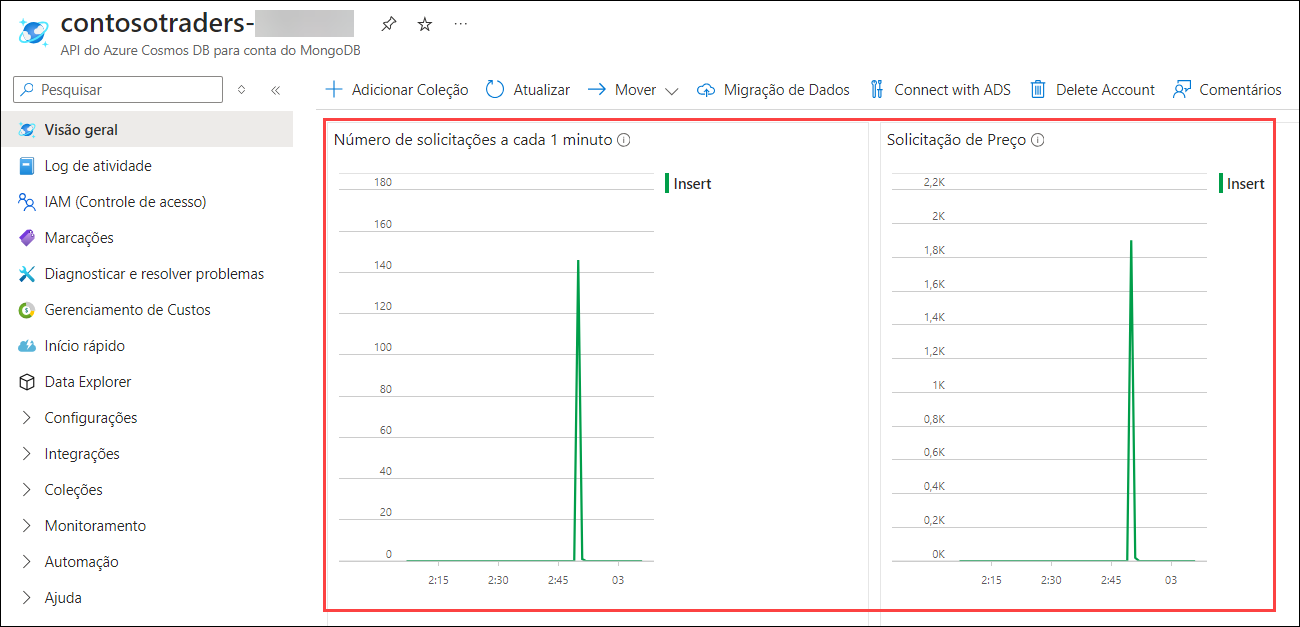 contosotraders-
API do Azure Cosmos DB para conta do MongoDB
Pesquisar
Adicionar Coleção Atualizar Mover Migração de Dados Connect with ADS Delete Account Comentários
Visão geral
Log de atividade
IAM (Controle de acesso)
Marcações
Diagnosticar e resolver problemas
Gerenciamento de Custos
Início rápido
Data Explorer
Configurações
Integrações
Coleções
Monitoramento
Automação
Ajuda
Número de solicitações a cada 1 minuto
Insert
180
160
140
120
100
80
60
40
20
0
2:15 2:30 2:45 03
Solicitação de Preço
Insert
2,2K
2K
1,8K
1,6K
1,4K
1,2K
1K
0,8K
0,6K
0,4K
0,2K
0K
2:15 2:30 2:45 03